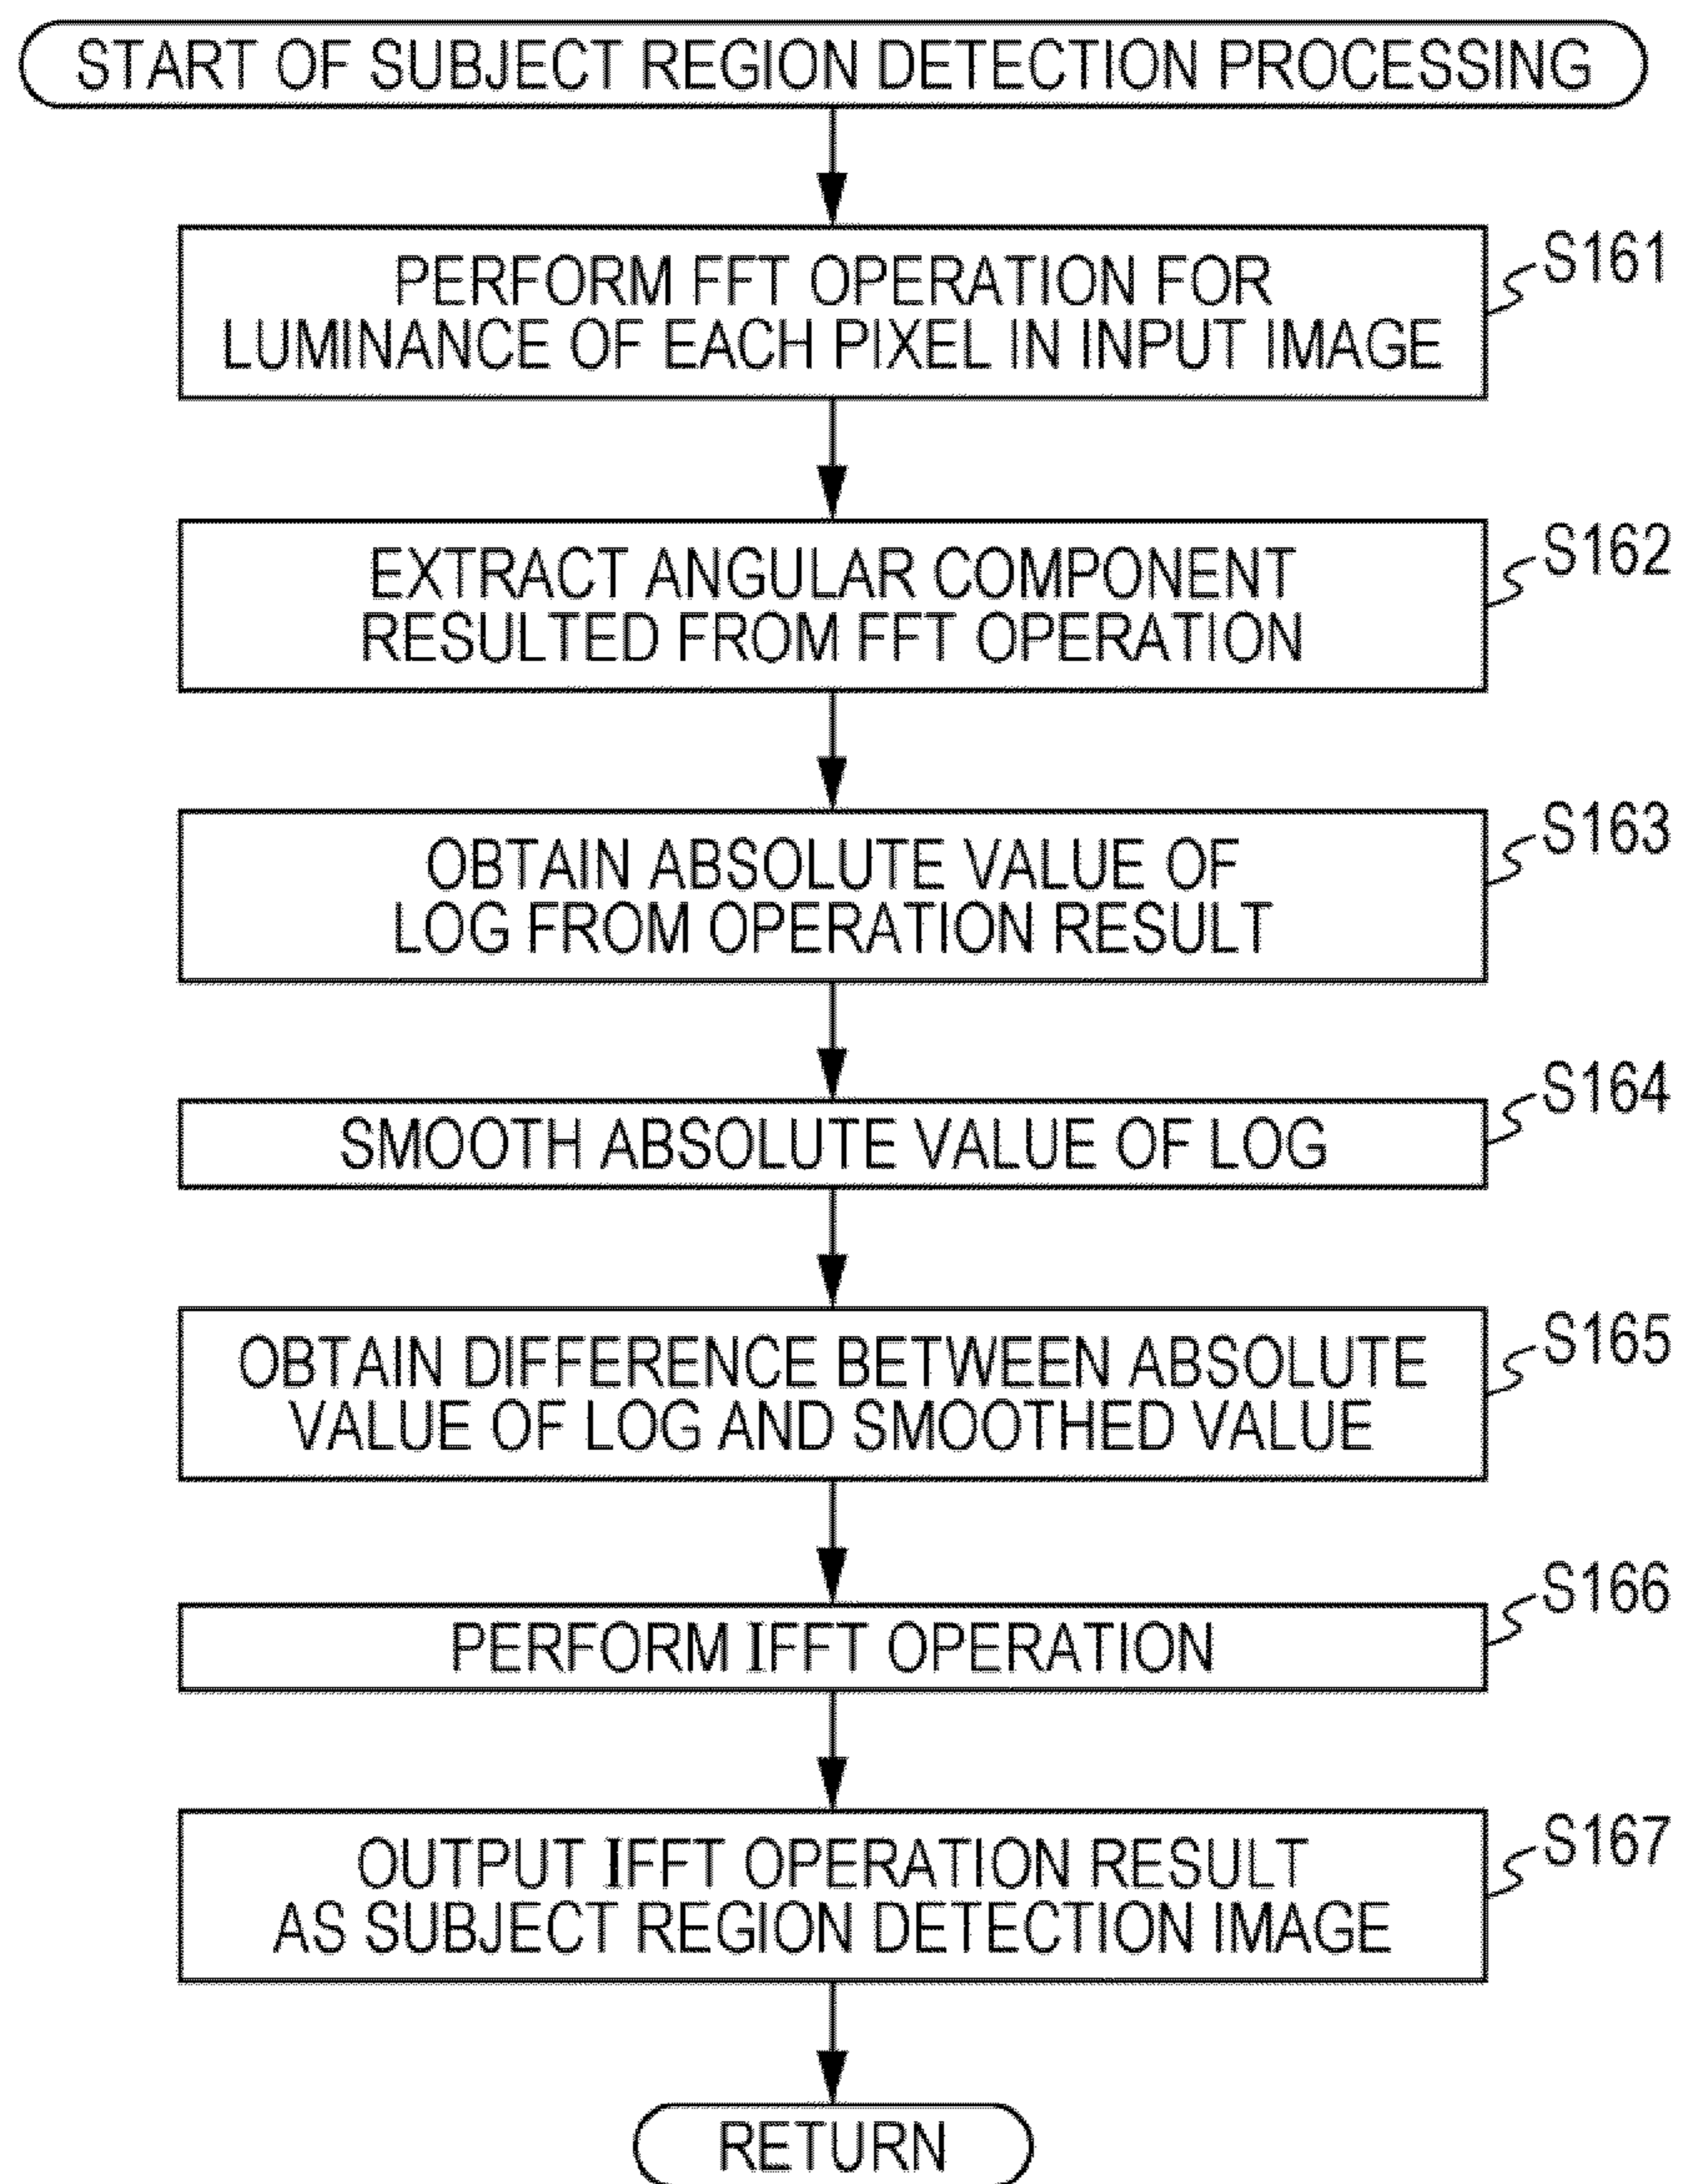 START OF SUBJECT REGION DETECTION PROCESSING
PERFORM FFT OPERATION FOR
LUMINANCE OF EACH PIXEL IN INPUT IMAGE
S161
EXTRACT ANGULAR COMPONENT
RESULTED FROM FFT OPERATION
S162
OBTAIN ABSOLUTE VALUE OF
LOG FROM OPERATION RESULT
S163
SMOOTH ABSOLUTE VALUE OF LOG
S164
OBTAIN DIFFERENCE BETWEEN ABSOLUTE
VALUE OF LOG AND SMOOTHED VALUE
S165
PERFORM IFFT OPERATION
S166
OUTPUT IFFT OPERATION RESULT
AS SUBJECT REGION DETECTION IMAGE
S167
RETURN